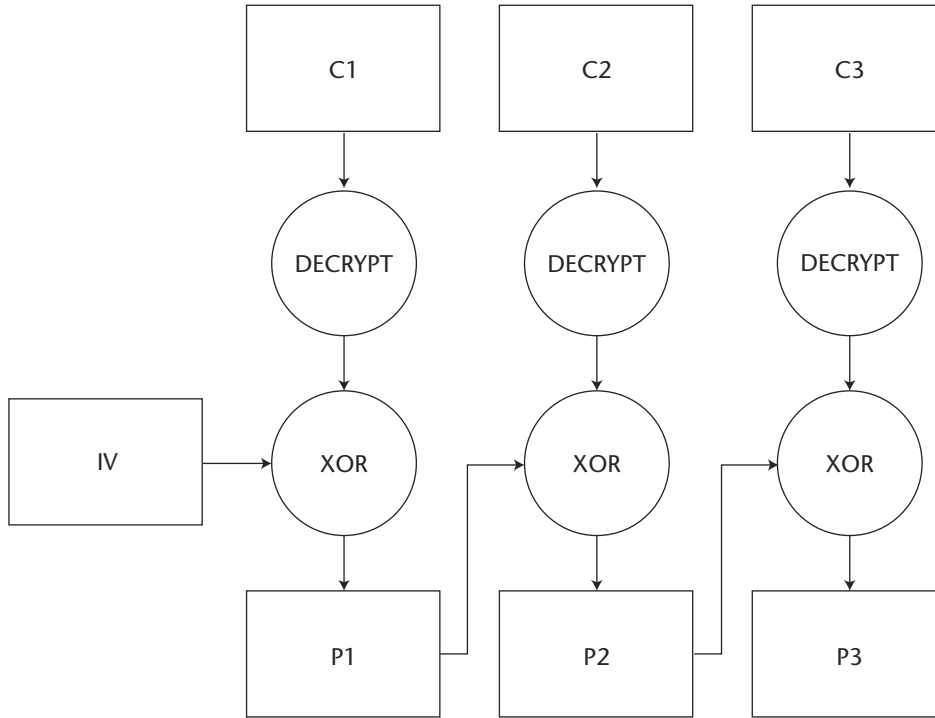 C1
C2
C3
DECRYPT
DECRYPT
DECRYPT
IV
XOR
XOR
XOR
P1
P2
P3